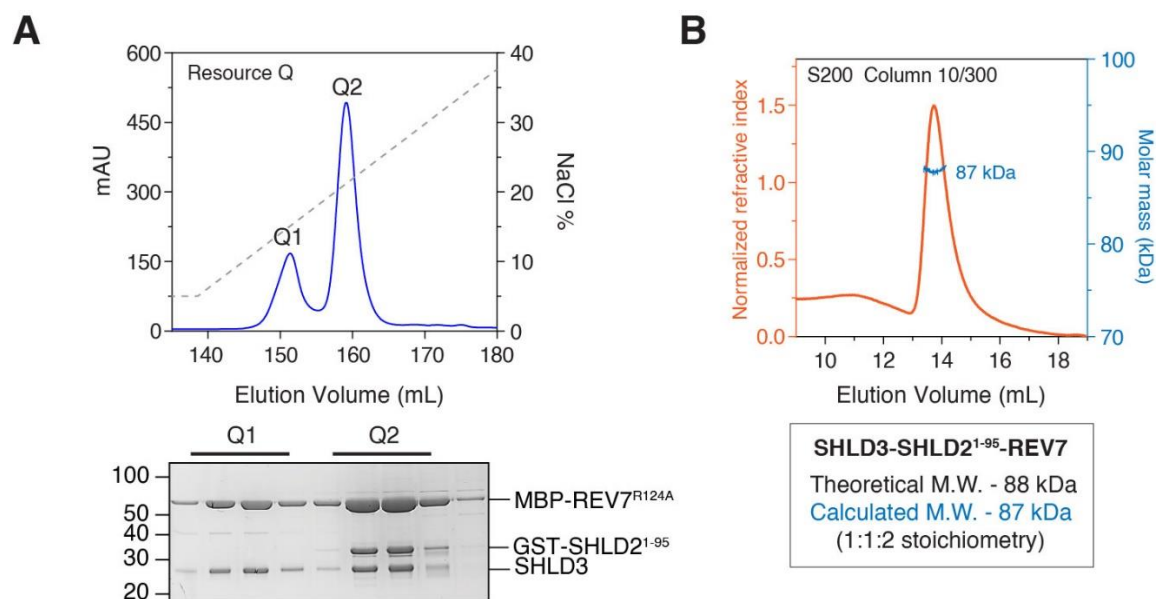 A
600
450
300
150
0
mAU
Resource Q
Q1
Q2
40
30
20
10
0
NaCl %
140 150 160 170 180
Elution Volume (mL)
Q1 Q2
100
50
40
30
20
MBP-REV7R124A
GST-SHLD21-95
SHLD3
B
S200 Column 10/300
1.5
1.0
0.5
0.0
Normalized refractive index
87 kDa
100
90
80
70
Molar mass (kDa)
10 12 14 16 18
Elution Volume (mL)
SHLD3-SHLD21-95-REV7
Theoretical M.W. - 88 kDa
Calculated M.W. - 87 kDa
(1:1:2 stoichiometry)